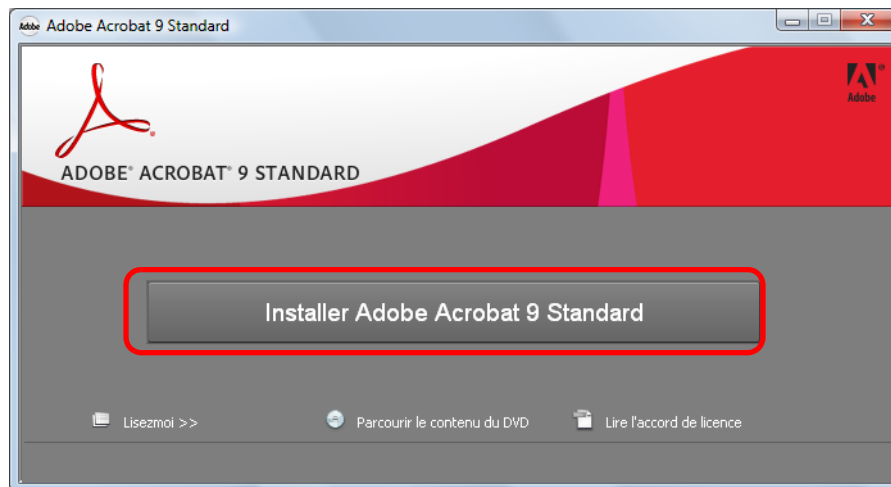 Adobe Adobe Acrobat 9 Standard
Adobe
ADOBE® ACROBAT® 9 STANDARD
Installer Adobe Acrobat 9 Standard
Lisezmoi >> Parcourir le contenu du DVD Lire l'accord de licence